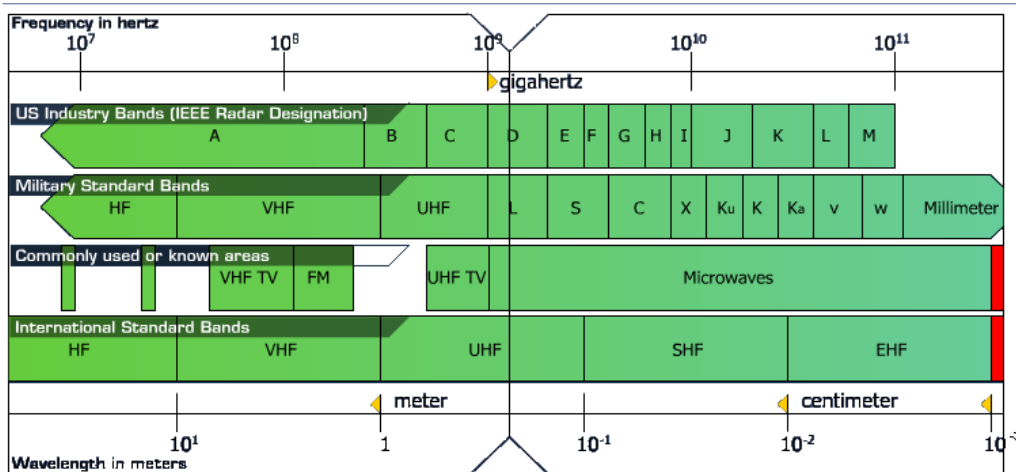 Frequency in hertz
10⁷ 10⁸ 10⁹ 10¹⁰ 10¹¹
gigahertz
US Industry Bands (IEEE Radar Designation)
A B C D E F G H I J K L M
Military Standard Bands
HF VHF UHF L S C X Ku K Ka v w Millimeter
Commonly used or known areas
VHF TV FM UHF TV Microwaves
International Standard Bands
HF VHF UHF SHF EHF
meter centimeter
10¹ 1 10⁻¹ 10⁻² 10⁻³
Wavelength in meters